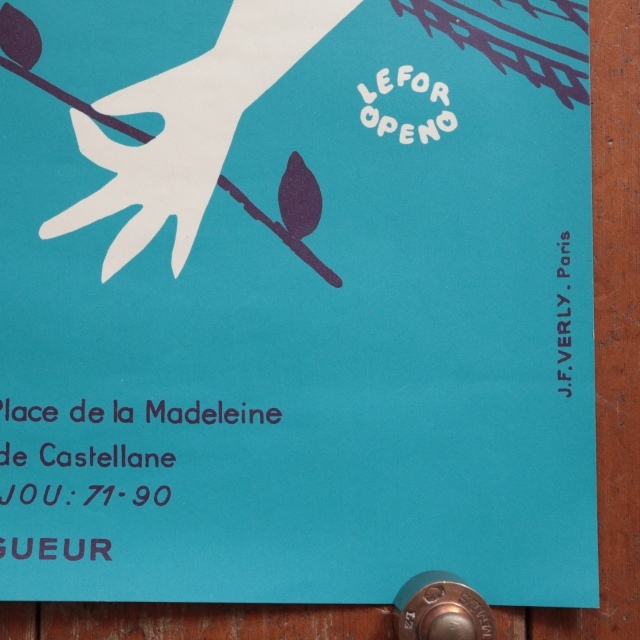 LEFOR
OPENO
J.F. VERLY. Paris
Place de la Madeleine
de Castellane
JOU: 71-90
GUEUR